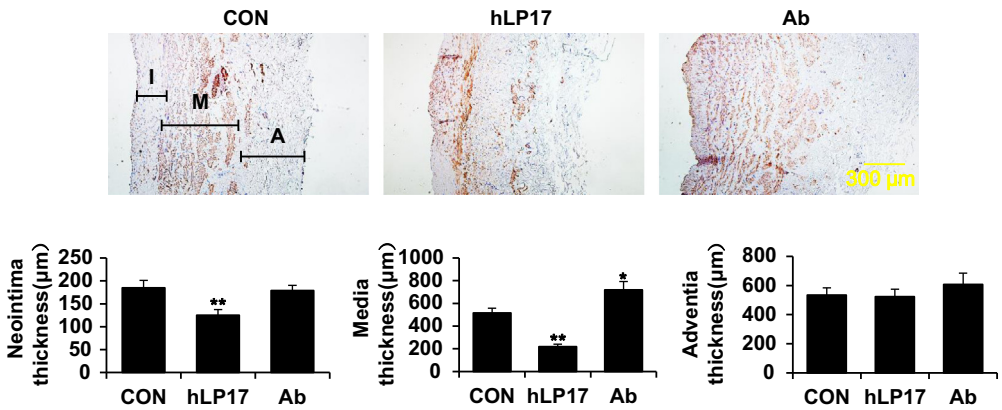 CON hLP17 Ab
I
M
A
300 µm
Neointima
thickness(µm)
250
200
150
100
50
0
**
CON hLP17 Ab
Media
thickness(µm)
1000
800
600
400
200
0
**
*
CON hLP17 Ab
Adventia
thickness(µm)
800
600
400
200
0
CON hLP17 Ab